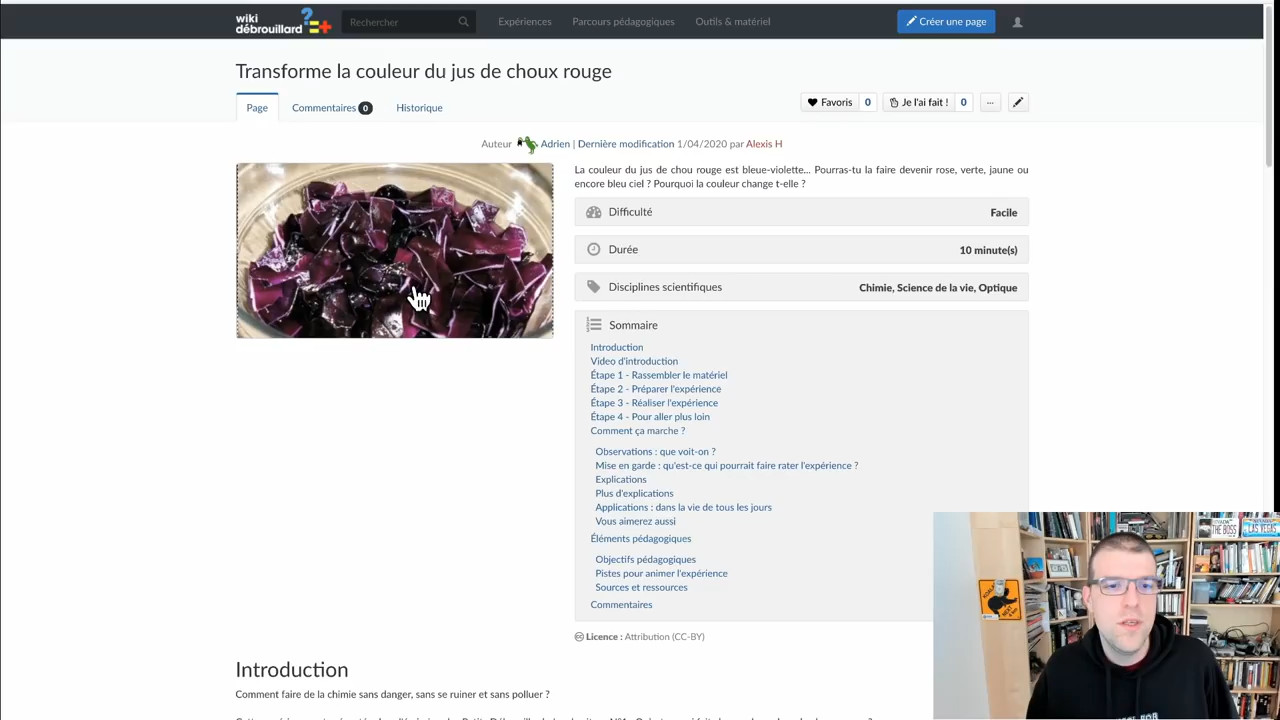 wiki
débrouillard
Rechercher
Expériences
Parcours pédagogiques
Outils & matériel
Créer une page
Transforme la couleur du jus de choux rouge
Page
Commentaires 0
Historique
Favoris 0
Je l'ai fait ! 0
...
Auteur Adrien | Dernière modification 1/04/2020 par Alexis H
La couleur du jus de chou rouge est bleue-violette... Pourras-tu la faire devenir rose, verte, jaune ou
encore bleu ciel ? Pourquoi la couleur change t-elle ?
Difficulté Facile
Durée 10 minute(s)
Disciplines scientifiques Chimie, Science de la vie, Optique
Sommaire
Introduction
Video d'introduction
Étape 1 - Rassembler le matériel
Étape 2 - Préparer l'expérience
Étape 3 - Réaliser l'expérience
Étape 4 - Pour aller plus loin
Comment ça marche ?
Observations : que voit-on ?
Mise en garde : qu'est-ce qui pourrait faire rater l'expérience ?
Explications
Plus d'explications
Applications : dans la vie de tous les jours
Vous aimerez aussi
Éléments pédagogiques
Objectifs pédagogiques
Pistes pour animer l'expérience
Sources et ressources
Commentaires
Licence : Attribution (CC-BY)
THE BOSS
LAS VEGAS
Introduction
Comment faire de la chimie sans danger, sans se ruiner et sans polluer ?